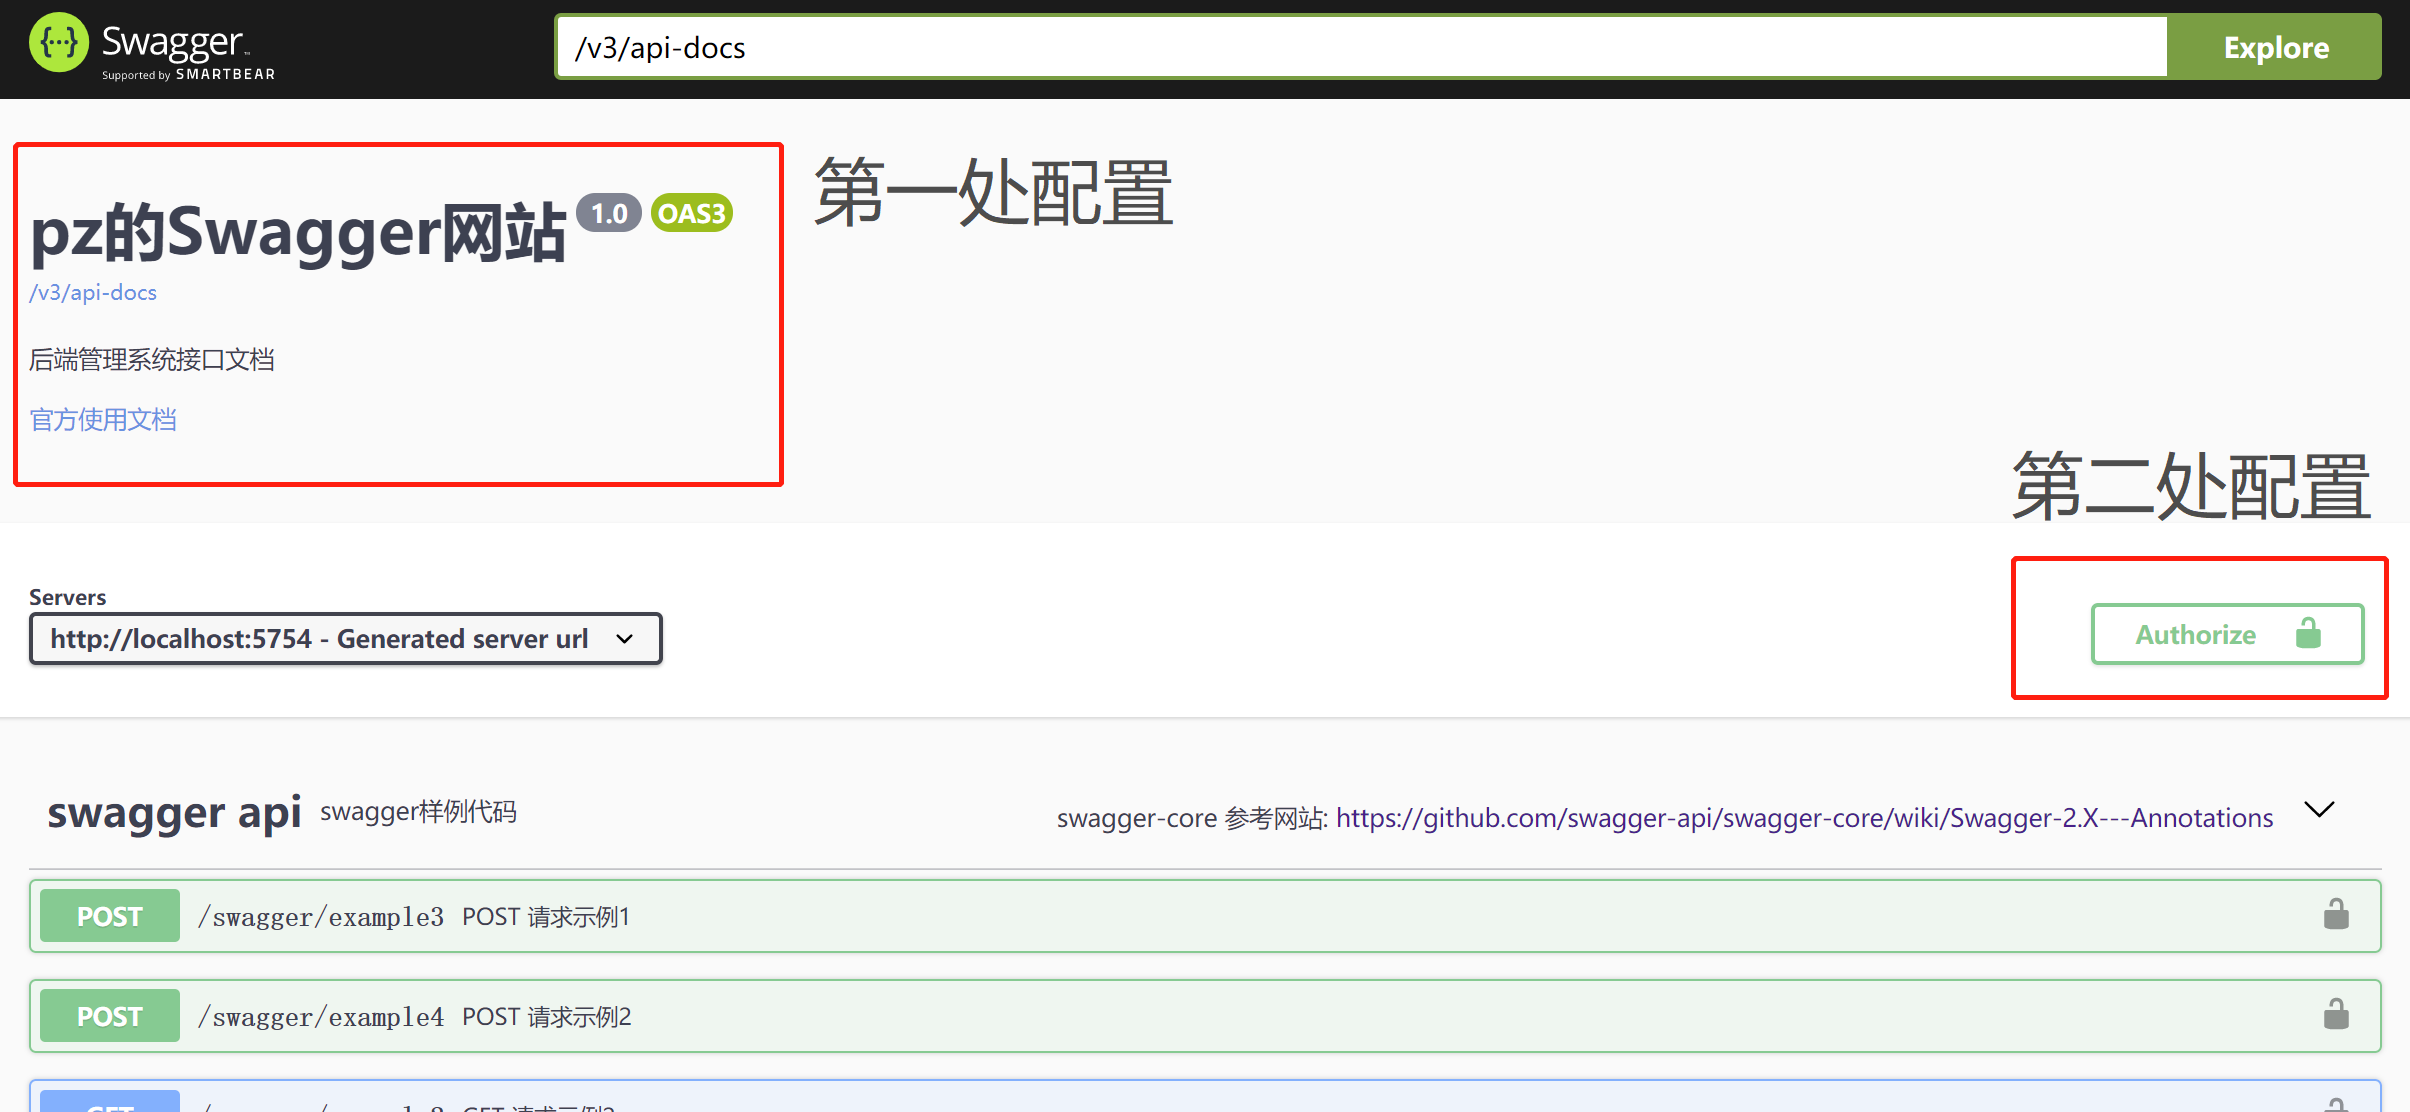 Swagger
Supported by SMARTBEAR
/v3/api-docs
Explore
pz的Swagger网站 1.0 OAS3
第一处配置
/v3/api-docs
后端管理系统接口文档
官方使用文档
第二处配置
Servers
http://localhost:5754 - Generated server url
Authorize
swagger api swagger样例代码
swagger-core 参考网站: https://github.com/swagger-api/swagger-core/wiki/Swagger-2.X---Annotations
POST /swagger/example3 POST 请求示例1
POST /swagger/example4 POST 请求示例2
GET